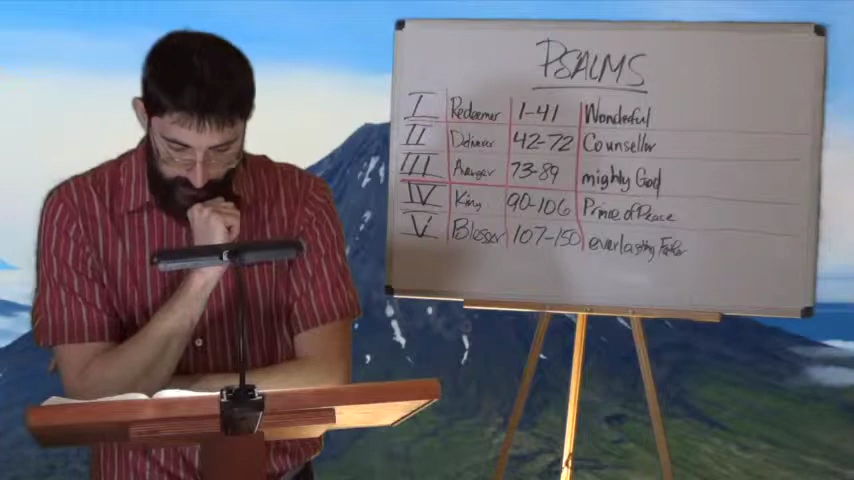 PSALMS
I Redeemer 1-41 Wonderful
II Deliverer 42-72 Counsellor
III Avenger 73-89 mighty God
IV King 90-106 Prince of Peace
V Blesser 107-150 everlasting Father